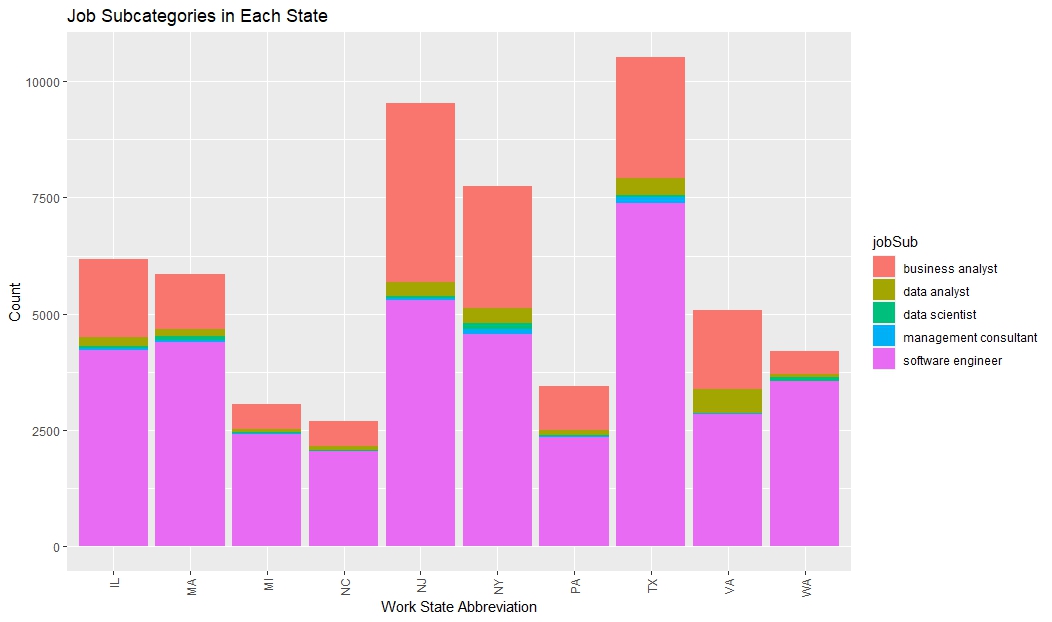 Job Subcategories in Each State
Count
10000
7500
5000
2500
0
IL
MA
MI
NC
NJ
NY
PA
TX
VA
WA
Work State Abbreviation
jobSub
business analyst
data analyst
data scientist
management consultant
software engineer